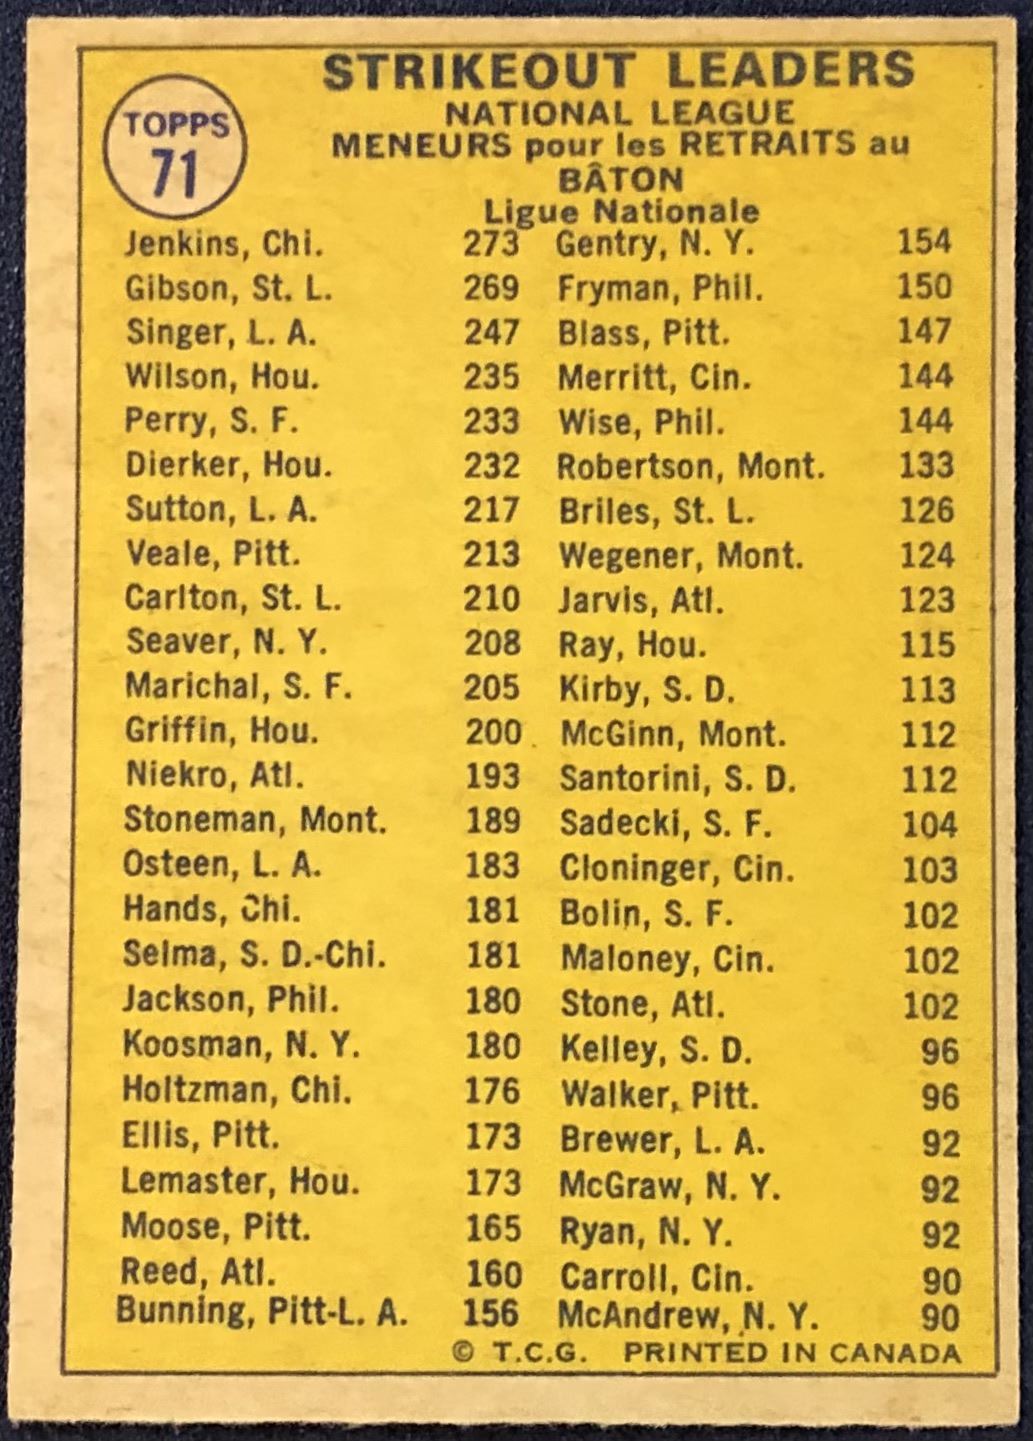 STRIKEOUT LEADERS
NATIONAL LEAGUE
MENEURS pour les RETRAITS au
BÂTON
Ligue Nationale
TOPPS
71
Jenkins, Chi. 273
Gibson, St. L. 269
Singer, L. A. 247
Wilson, Hou. 235
Perry, S. F. 233
Dierker, Hou. 232
Sutton, L. A. 217
Veale, Pitt. 213
Carlton, St. L. 210
Seaver, N. Y. 208
Marichal, S. F. 205
Griffin, Hou. 200
Niekro, Atl. 193
Stoneman, Mont. 189
Osteen, L. A. 183
Hands, Chi. 181
Selma, S. D.-Chi. 181
Jackson, Phil. 180
Koosman, N. Y. 180
Holtzman, Chi. 176
Ellis, Pitt. 173
Lemaster, Hou. 173
Moose, Pitt. 165
Reed, Atl. 160
Bunning, Pitt-L. A. 156
Gentry, N. Y. 154
Fryman, Phil. 150
Blass, Pitt. 147
Merritt, Cin. 144
Wise, Phil. 144
Robertson, Mont. 133
Briles, St. L. 126
Wegener, Mont. 124
Jarvis, Atl. 123
Ray, Hou. 115
Kirby, S. D. 113
McGinn, Mont. 112
Santorini, S. D. 112
Sadecki, S. F. 104
Cloninger, Cin. 103
Bolin, S. F. 102
Maloney, Cin. 102
Stone, Atl. 102
Kelley, S. D. 96
Walker, Pitt. 96
Brewer, L. A. 92
McGraw, N. Y. 92
Ryan, N. Y. 92
Carroll, Cin. 90
McAndrew, N. Y. 90
© T.C.G. PRINTED IN CANADA